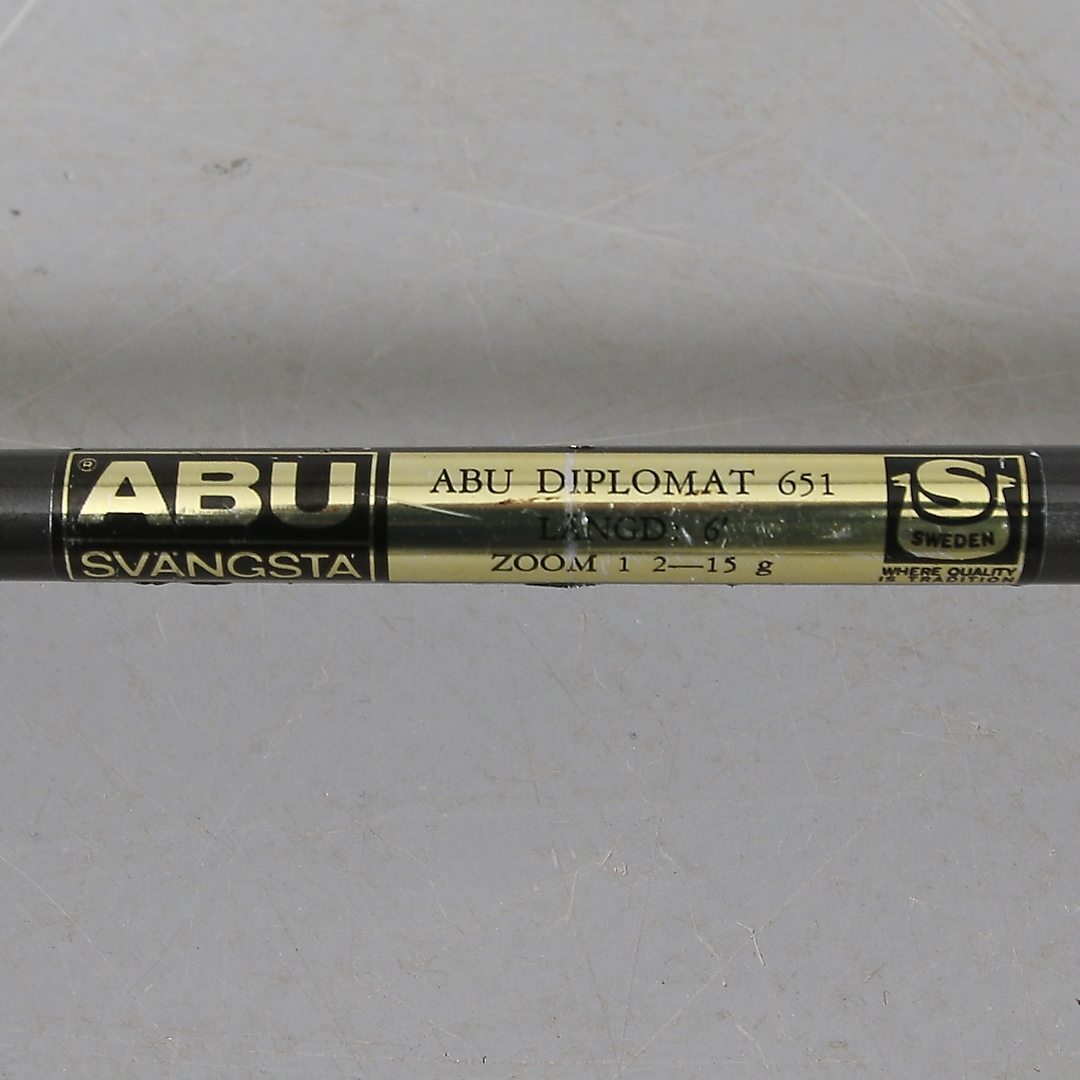 ® ABU
SVÄNGSTA
ABU DIPLOMAT 651
LÄNGD: 6'
ZOOM 1 2—15 g
S
SWEDEN
WHERE QUALITY
IS TRADITION